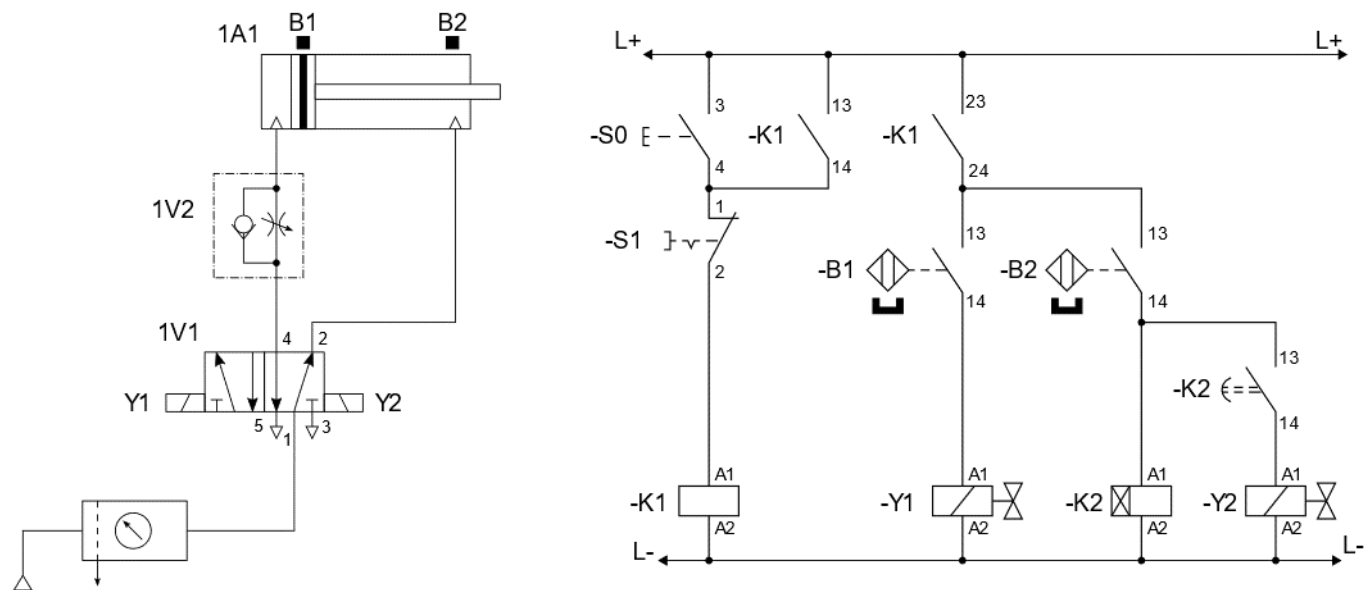 1A1 B1 B2
1V2
1V1
4 2
Y1 Y2
5 1 3
L+ L+
3 13 23
-S0 -K1 -K1
4 14 24
1
-S1
2
13 13
-B1 -B2
14 14
13
-K2
14
A1 A1 A1 A1
-K1 -Y1 -K2 -Y2
A2 A2 A2 A2
L- L-